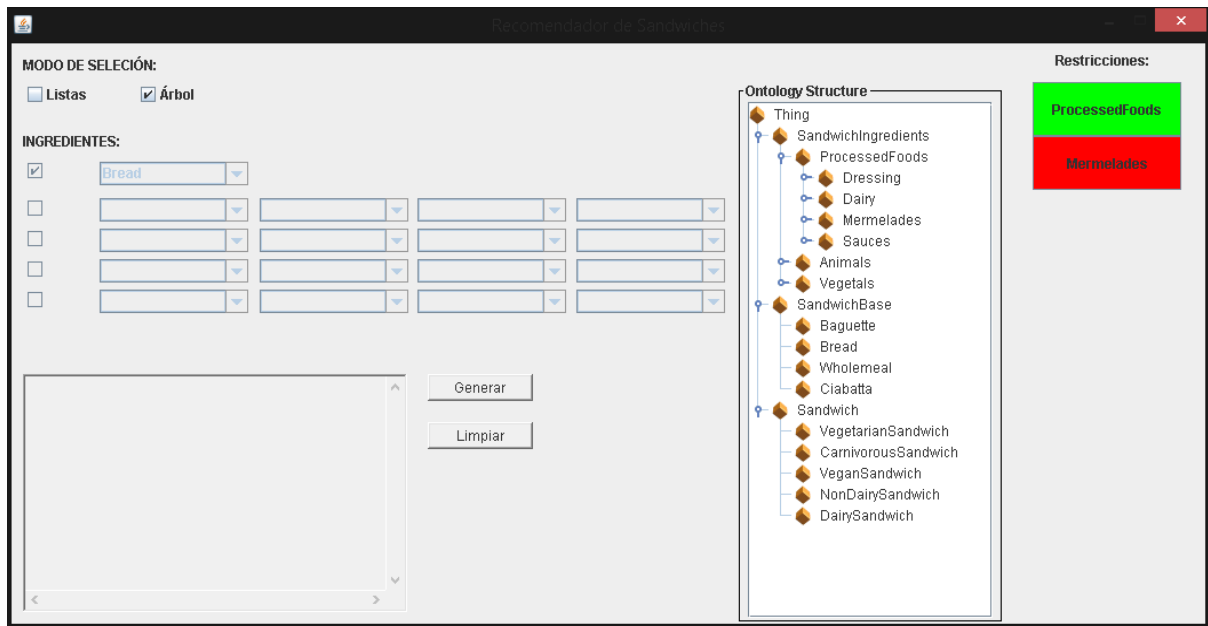 Recomendador de Sandwiches
MODO DE SELECIÓN:
Listas
Árbol
INGREDIENTES:
Bread
Generar
Limpiar
Ontology Structure
Thing
SandwichIngredients
ProcessedFoods
Dressing
Dairy
Mermelades
Sauces
Animals
Vegetals
SandwichBase
Baguette
Bread
Wholemeal
Ciabatta
Sandwich
VegetarianSandwich
CarnivorousSandwich
VeganSandwich
NonDairySandwich
DairySandwich
Restricciones:
ProcessedFoods
Mermelades